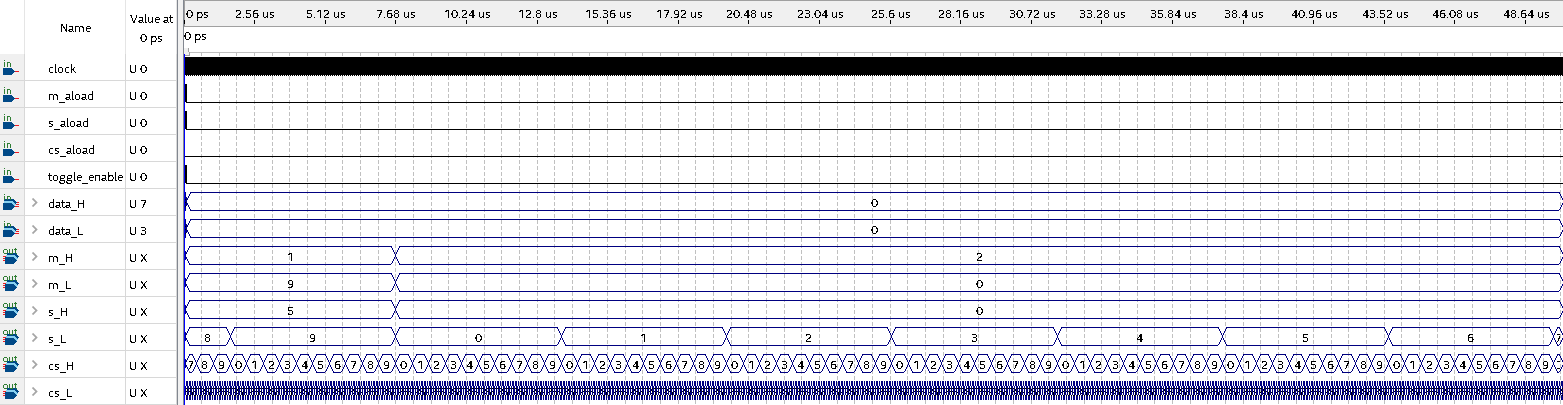 Name
Value at
0 ps
0 ps 2.56 us 5.12 us 7.68 us 10.24 us 12.8 us 15.36 us 17.92 us 20.48 us 23.04 us 25.6 us 28.16 us 30.72 us 33.28 us 35.84 us 38.4 us 40.96 us 43.52 us 46.08 us 48.64 us
0 ps
in clock U 0
in m_aload U 0
in s_aload U 0
in cs_aload U 0
in toggle_enable U 0
in data_H U 7 0
in data_L U 3 0
out m_H U X 1 2
out m_L U X 9 0
out s_H U X 5 0
out s_L U X 8 9 0 1 2 3 4 5 6 7
out cs_H U X 7 8 9 0 1 2 3 4 5 6 7 8 9 0 1 2 3 4 5 6 7 8 9 0 1 2 3 4 5 6 7 8 9 0 1 2 3 4 5 6 7 8 9 0 1 2 3 4 5 6 7 8 9 0 1 2 3 4 5 6 7 8 9 0 1 2 3 4 5 6 7 8 9 0 1 2 3 4 5 6 7 8 9
out cs_L U X